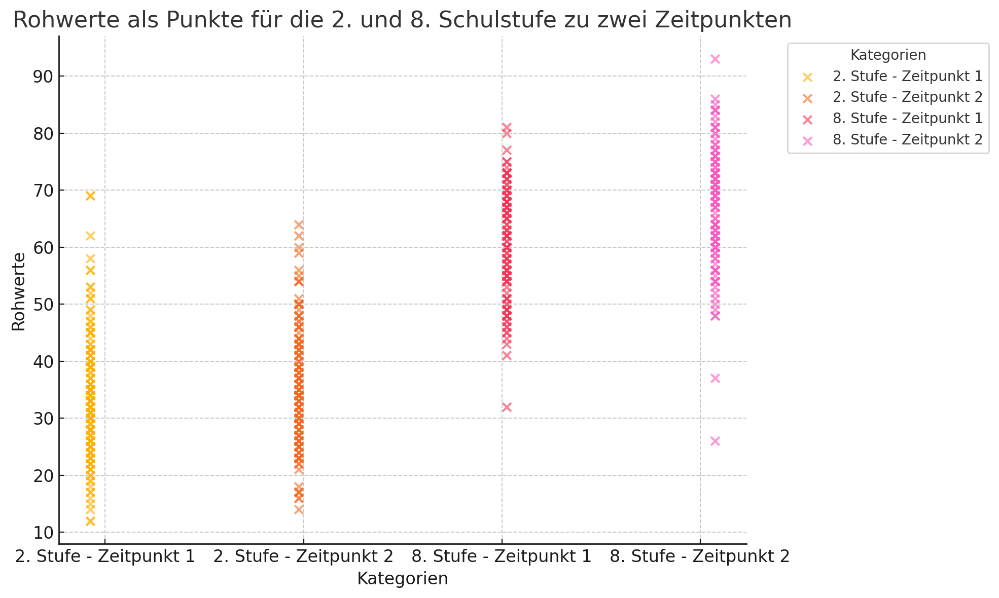 Rohwerte als Punkte für die 2. und 8. Schulstufe zu zwei Zeitpunkten
Kategorien
2. Stufe - Zeitpunkt 1
2. Stufe - Zeitpunkt 2
8. Stufe - Zeitpunkt 1
8. Stufe - Zeitpunkt 2
Rohwerte
90
80
70
60
50
40
30
20
10
2. Stufe - Zeitpunkt 1 2. Stufe - Zeitpunkt 2 8. Stufe - Zeitpunkt 1 8. Stufe - Zeitpunkt 2
Kategorien